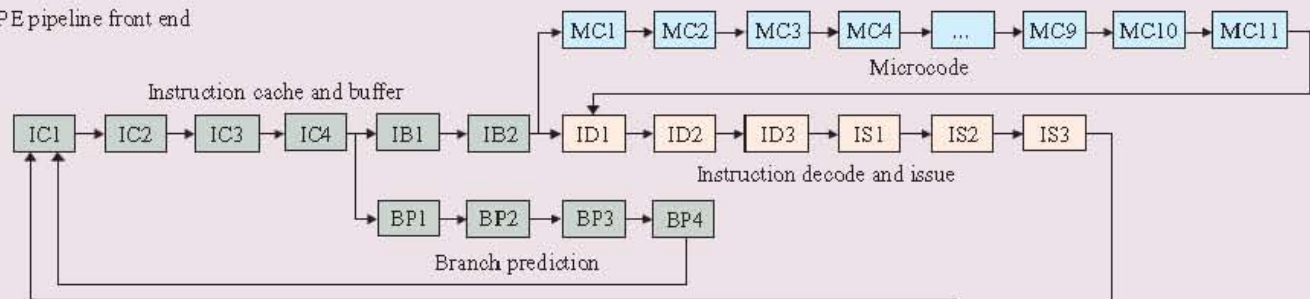 PE pipeline front end
MC1 MC2 MC3 MC4 ... MC9 MC10 MC11
Microcode
Instruction cache and buffer
IC1 IC2 IC3 IC4 IB1 IB2 ID1 ID2 ID3 IS1 IS2 IS3
Instruction decode and issue
BP1 BP2 BP3 BP4
Branch prediction